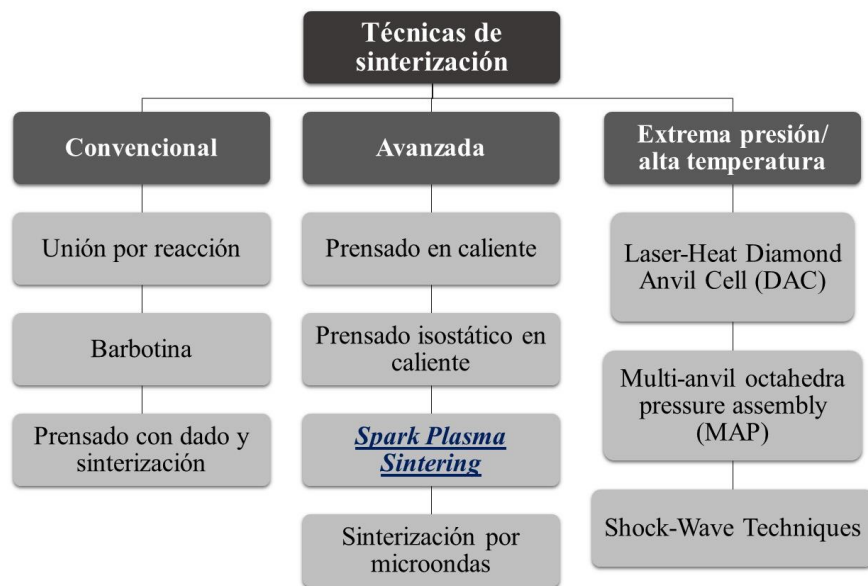 Técnicas de
sinterización
Convencional
Unión por reacción
Barbotina
Prensado con dado y
sinterización
Avanzada
Prensado en caliente
Prensado isostático en
caliente
Spark Plasma
Sintering
Sinterización por
microondas
Extrema presión/
alta temperatura
Laser-Heat Diamond
Anvil Cell (DAC)
Multi-anvil octahedra
pressure assembly
(MAP)
Shock-Wave Techniques